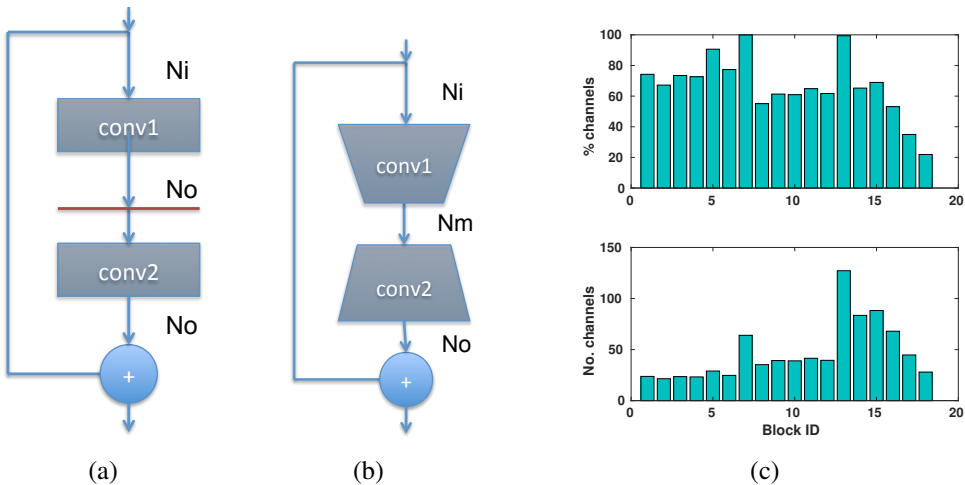 Ni
conv1
No
conv2
No
+
(a)
Ni
conv1
Nm
conv2
No
+
(b)
100
80
60
40
20
0
% channels
0 5 10 15 20
150
100
50
0
No. channels
0 5 10 15 20
Block ID
(c)